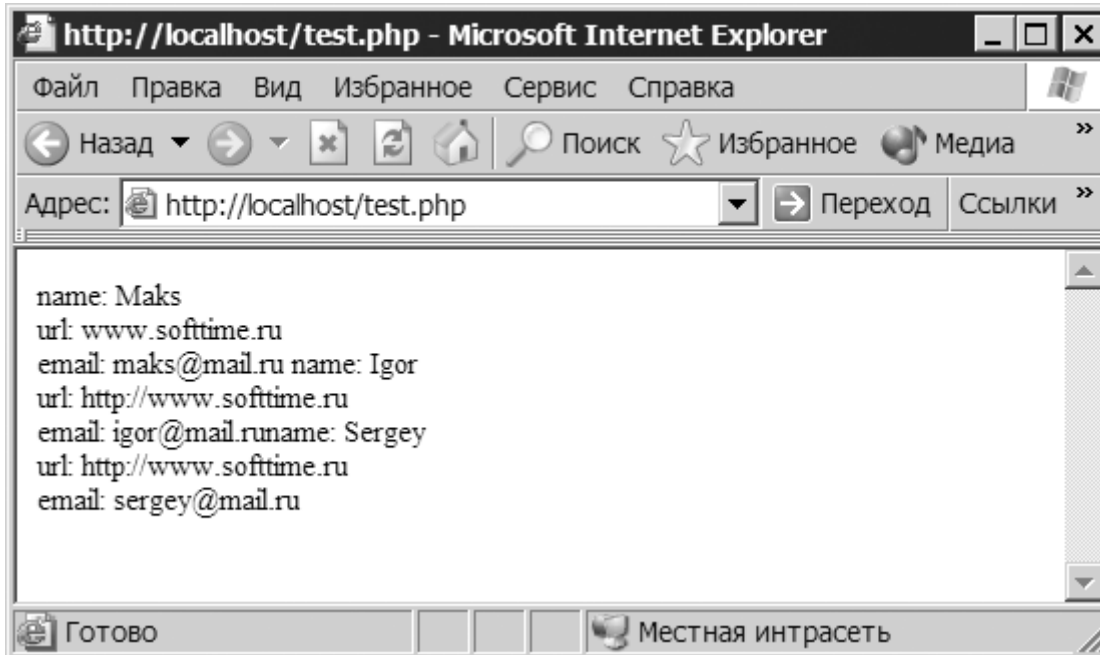 http://localhost/test.php - Microsoft Internet Explorer
Файл Правка Вид Избранное Сервис Справка
Назад Поиск Избранное Медиа »
Адрес: http://localhost/test.php Переход Ссылки »
name: Maks
url: www.softtime.ru
email: maks@mail.ru name: Igor
url: http://www.softtime.ru
email: igor@mail.runame: Sergey
url: http://www.softtime.ru
email: sergey@mail.ru
Готово Местная интрасеть